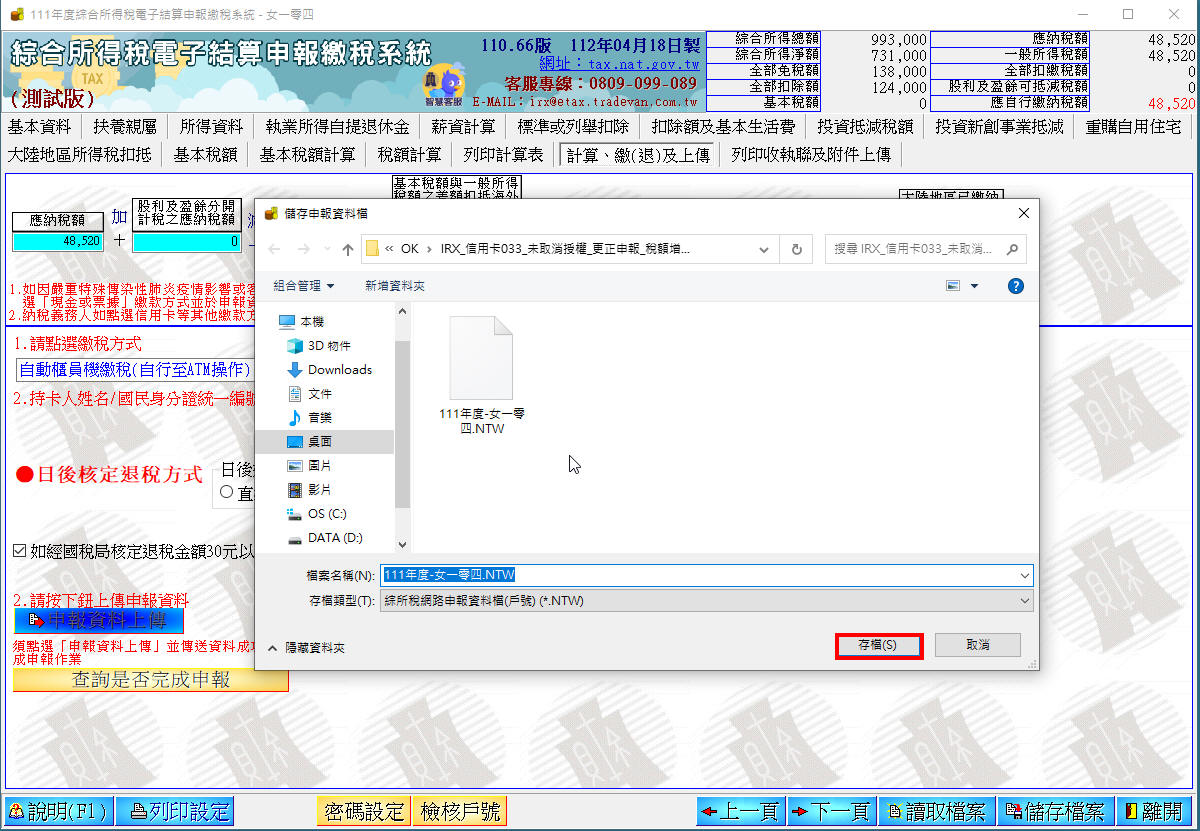 111年度綜合所得稅電子結算申報繳稅系統 - 女一零四
綜合所得稅電子結算申報繳稅系統
TAX
(測試版)
智慧客服
110.66版 112年04月18日製
網址：tax.nat.gov.tw
客服專線：0809-099-089
E-MAIL：irx@etax.tradevan.com.tw
綜合所得總額 993,000 應納稅額 48,520
綜合所得淨額 731,000 一般所得稅額 48,520
全部免稅額 138,000 全部扣繳稅額 0
全部扣除額 124,000 股利及盈餘可抵減稅額 0
基本稅額 0 應自行繳納稅額 48,520
基本資料 扶養親屬 所得資料 執業所得自提退休金 薪資計算 標準或列舉扣除 扣除額及基本生活費 投資抵減稅額 投資新創事業抵減 重購自用住宅
大陸地區所得稅扣抵 基本稅額 基本稅額計算 稅額計算 列印計算表 計算、繳(退)及上傳 列印收執聯及附件上傳
基本稅額與一般所得
稅額之差額扣抵海外
大陸地區已繳納
應納稅額 加 股利及盈餘分開
計稅之應納稅額
48,520 + 0
1.如因嚴重特殊傳染性肺炎疫情影響或客
選「現金或票據」繳款方式並於申報資
2.納稅義務人如點選信用卡等其他繳款方
1.請點選繳稅方式
自動櫃員機繳稅(自行至ATM操作)
2.持卡人姓名/國民身分證統一編號
●日後核定退稅方式
日後
直
如經國稅局核定退稅金額30元以
2.請按下鈕上傳申報資料
申報資料上傳
須點選「申報資料上傳」並傳送資料成功
成申報作業
查詢是否完成申報
儲存申報資料檔
« OK › IRX_信用卡033_未取消授權_更正申報_稅額增...
搜尋 IRX_信用卡033_未取消...
組合管理 新增資料夾
本機
3D 物件
Downloads
文件
音樂
桌面
圖片
影片
OS (C:)
DATA (D:)
111年度-女一零
四.NTW
檔案名稱(N): 111年度-女一零四.NTW
存檔類型(T): 綜所稅網路申報資料檔(戶號) (*.NTW)
隱藏資料夾 存檔(S) 取消
說明(F1) 列印設定 密碼設定 檢核戶號 上一頁 下一頁 讀取檔案 儲存檔案 離開